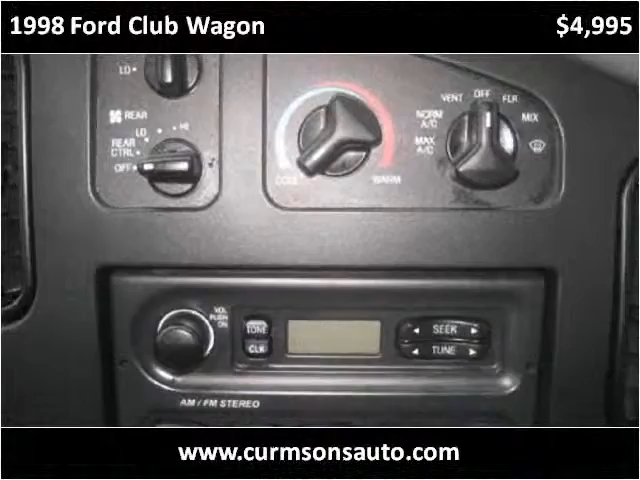 1998 Ford Club Wagon
$4,995
LO
REAR
LO
HI
REAR
CTRL
OFF
COOL
WARM
VENT
OFF
FLR
MIX
NORM
A/C
MAX
A/C
VOL
PUSH
ON
TONE
CLK
SEEK
TUNE
AM / FM STEREO
www.curmsonsauto.com